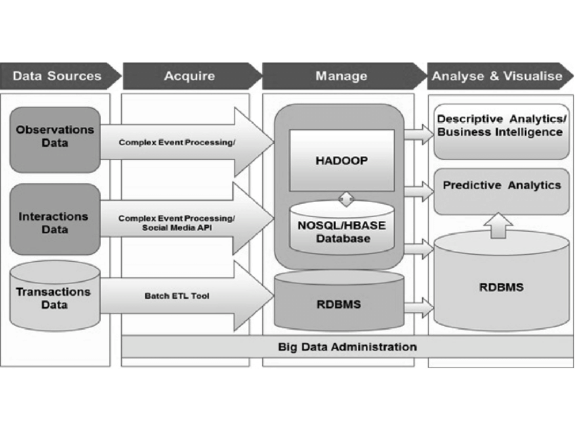 Data Sources
Acquire
Manage
Analyse & Visualise
Observations
Data
Complex Event Processing/
HADOOP
Descriptive Analytics/
Business Intelligence
Predictive Analytics
Interactions
Data
Complex Event Processing/
Social Media API
NOSQL/HBASE
Database
Transactions
Data
Batch ETL Tool
RDBMS
RDBMS
Big Data Administration